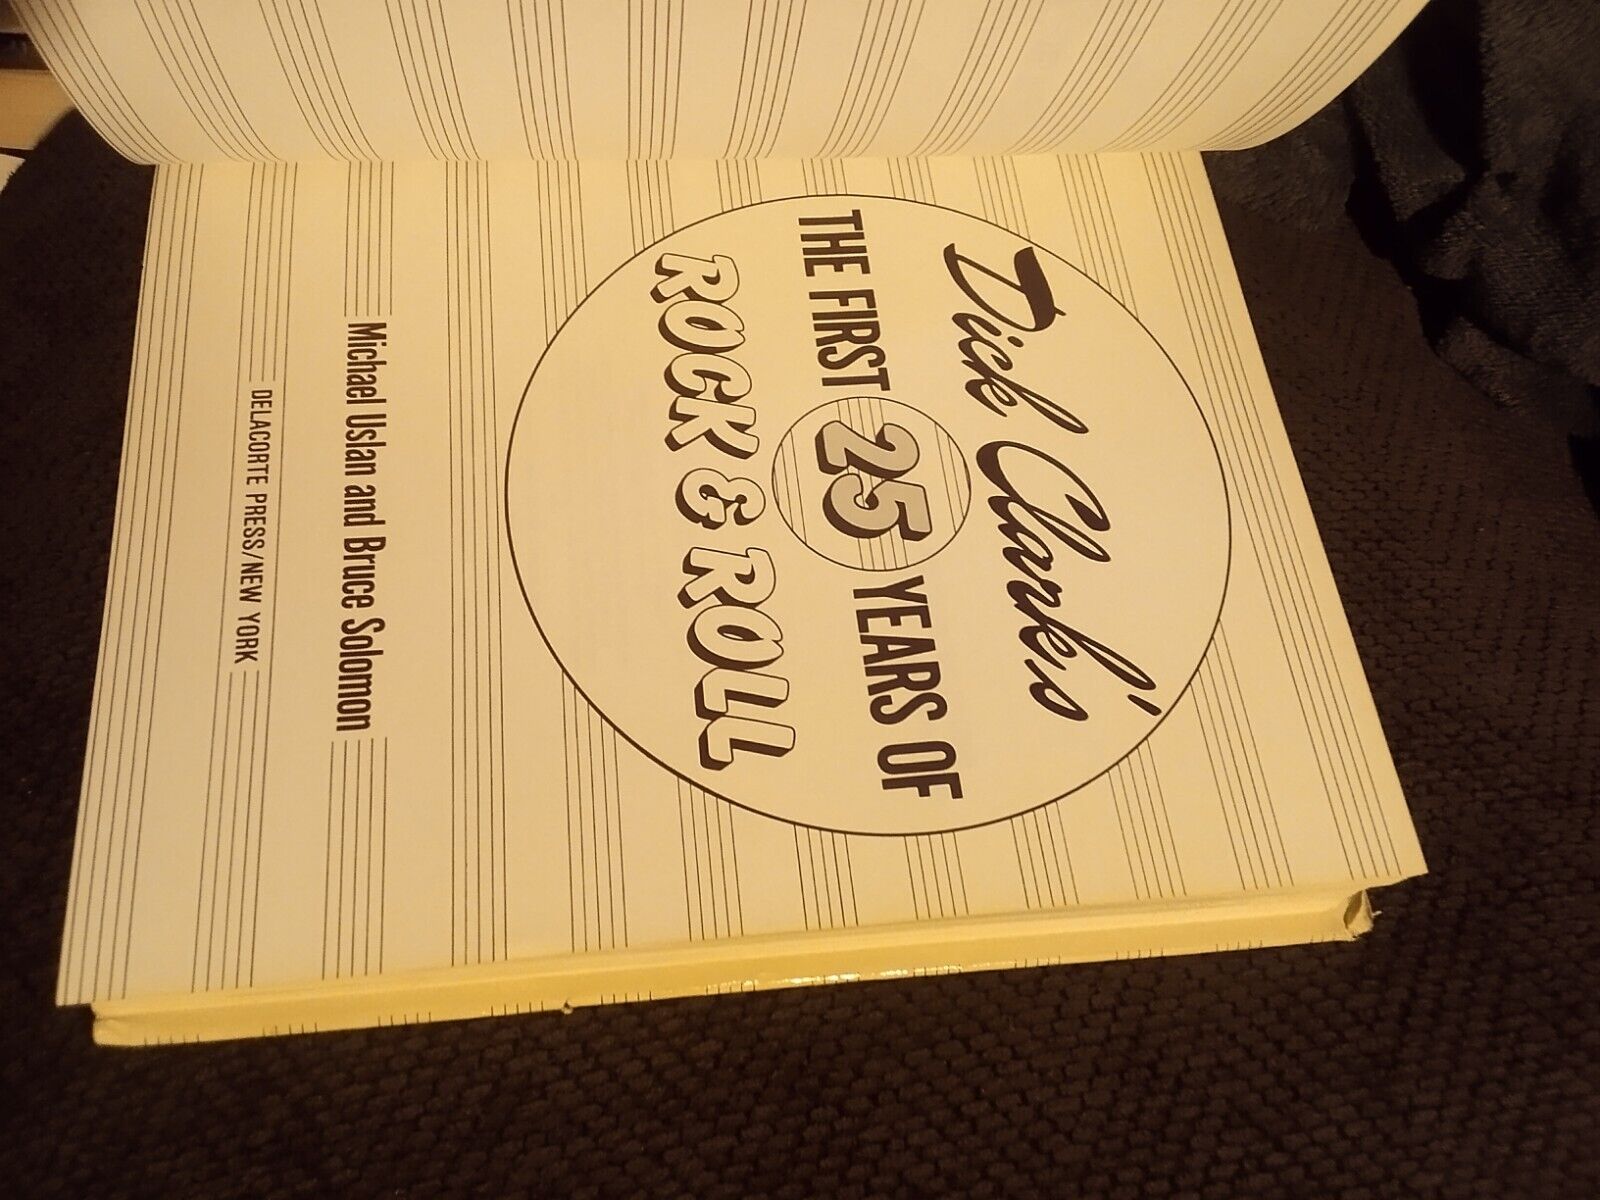 Dick Clark's
THE FIRST 25 YEARS OF
ROCK & ROLL
Michael Uslan and Bruce Solomon
DELACORTE PRESS/NEW YORK